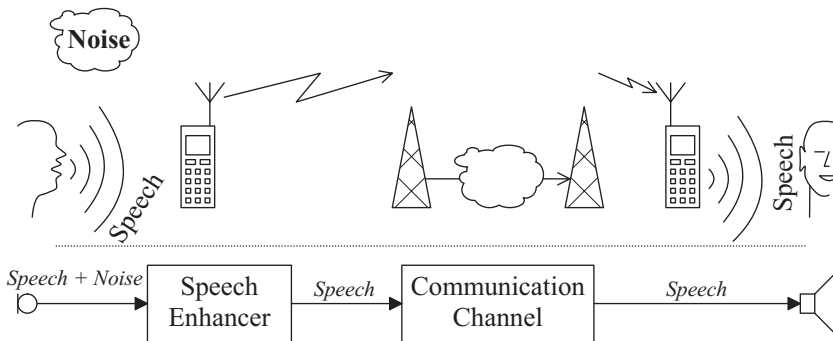 Noise
Speech
Speech
Speech + Noise
Speech
Enhancer
Speech
Communication
Channel
Speech